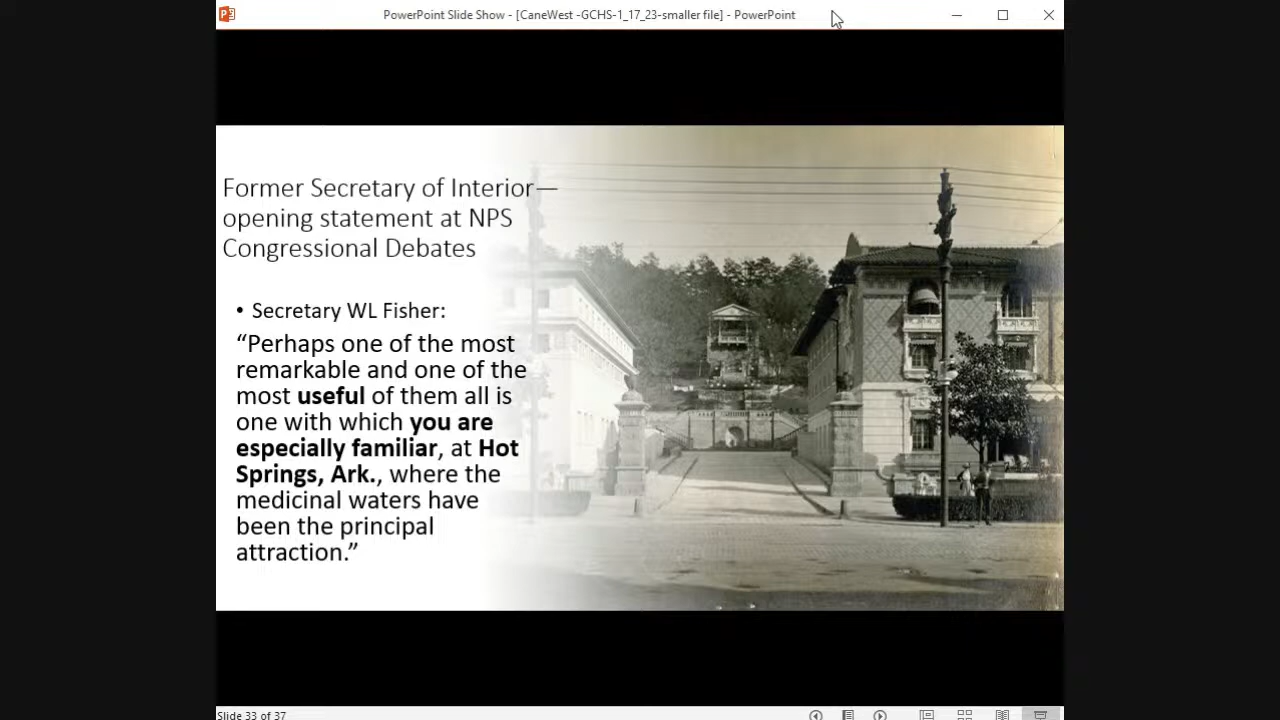 PowerPoint Slide Show - [CaneWest -GCHS-1_17_23-smaller file] - PowerPoint
Former Secretary of Interior—
opening statement at NPS
Congressional Debates
• Secretary WL Fisher:
“Perhaps one of the most
remarkable and one of the
most useful of them all is
one with which you are
especially familiar, at Hot
Springs, Ark., where the
medicinal waters have
been the principal
attraction.”
Slide 33 of 37